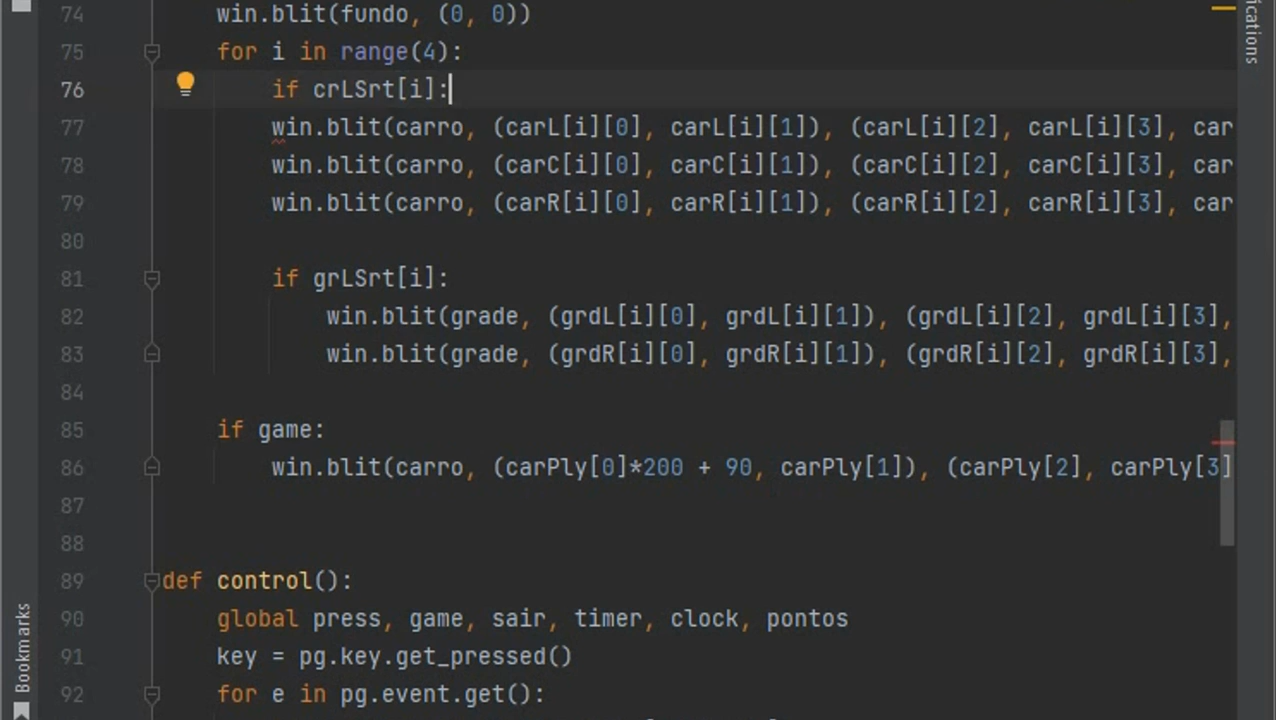 ications
74 win.blit(fundo, (0, 0))
75 for i in range(4):
76 if crLSrt[i]:
77 win.blit(carro, (carL[i][0], carL[i][1]), (carL[i][2], carL[i][3], car
78 win.blit(carro, (carC[i][0], carC[i][1]), (carC[i][2], carC[i][3], car
79 win.blit(carro, (carR[i][0], carR[i][1]), (carR[i][2], carR[i][3], car
80
81 if grLSrt[i]:
82 win.blit(grade, (grdL[i][0], grdL[i][1]), (grdL[i][2], grdL[i][3],
83 win.blit(grade, (grdR[i][0], grdR[i][1]), (grdR[i][2], grdR[i][3],
84
85 if game:
86 win.blit(carro, (carPly[0]*200 + 90, carPly[1]), (carPly[2], carPly[3]
87
88
89 def control():
90 global press, game, sair, timer, clock, pontos
91 key = pg.key.get_pressed()
92 for e in pg.event.get():
Bookmarks